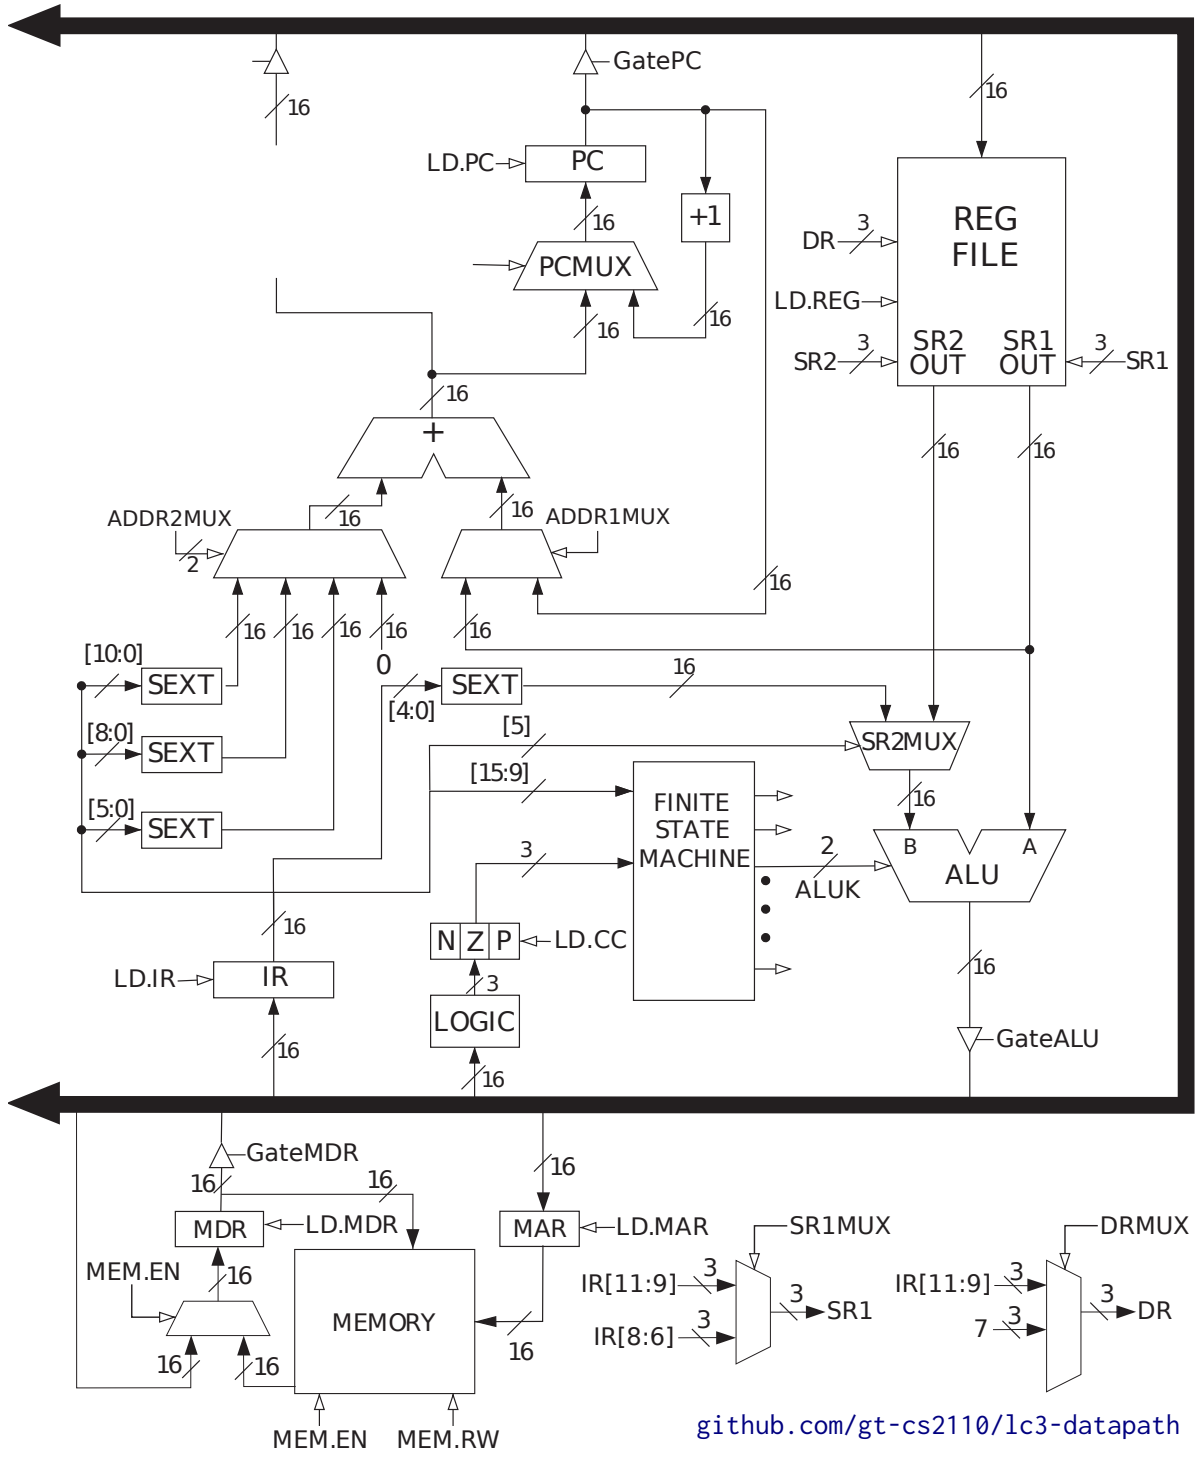 GatePC
16
16
LD.PC
PC
+1
16
PCMUX
16
16
REG
FILE
DR
3
LD.REG
SR2
3
SR2
OUT
SR1
OUT
3
SR1
16
+
16
16
16
16
ADDR2MUX
2
16
ADDR1MUX
16
16
16
16
16
16
0
[10:0]
SEXT
[8:0]
SEXT
[5:0]
SEXT
[4:0]
SEXT
16
[5]
SR2MUX
[15:9]
16
FINITE
STATE
MACHINE
3
2
ALUK
B
A
ALU
16
N Z P
LD.CC
3
LOGIC
16
16
LD.IR
IR
16
16
GateALU
GateMDR
16
16
MDR
LD.MDR
MEM.EN
16
16
16
MEMORY
MEM.EN
MEM.RW
16
MAR
LD.MAR
16
SR1MUX
IR[11:9]
3
IR[8:6]
3
3
SR1
DRMUX
IR[11:9]
3
7
3
3
DR
github.com/gt-cs2110/lc3-datapath